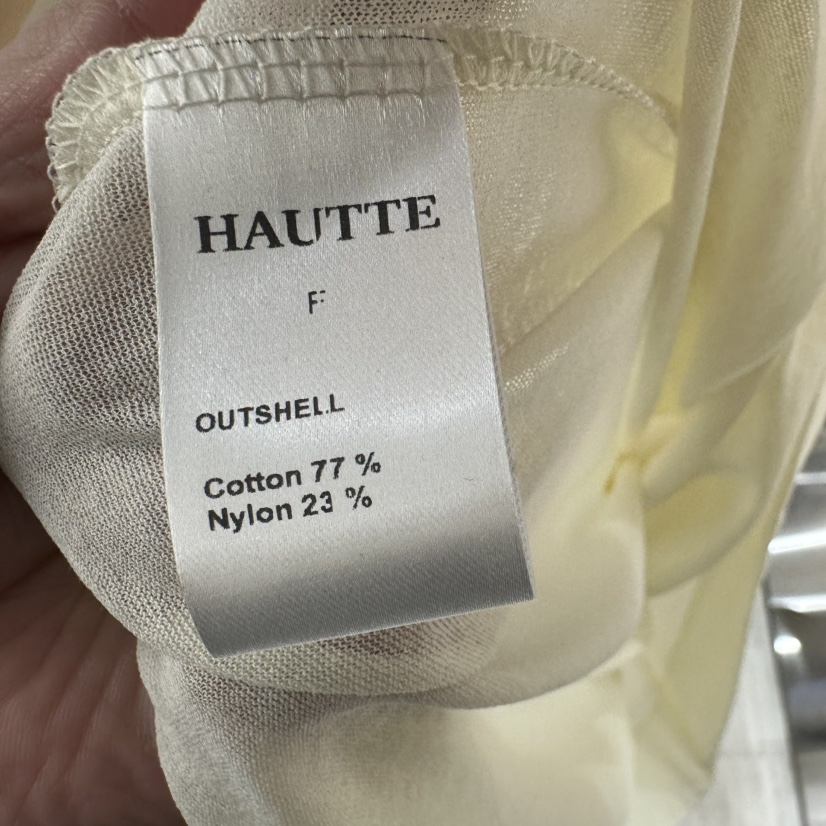 HAUTTE
F
OUTSHELL
Cotton 77 %
Nylon 23 %